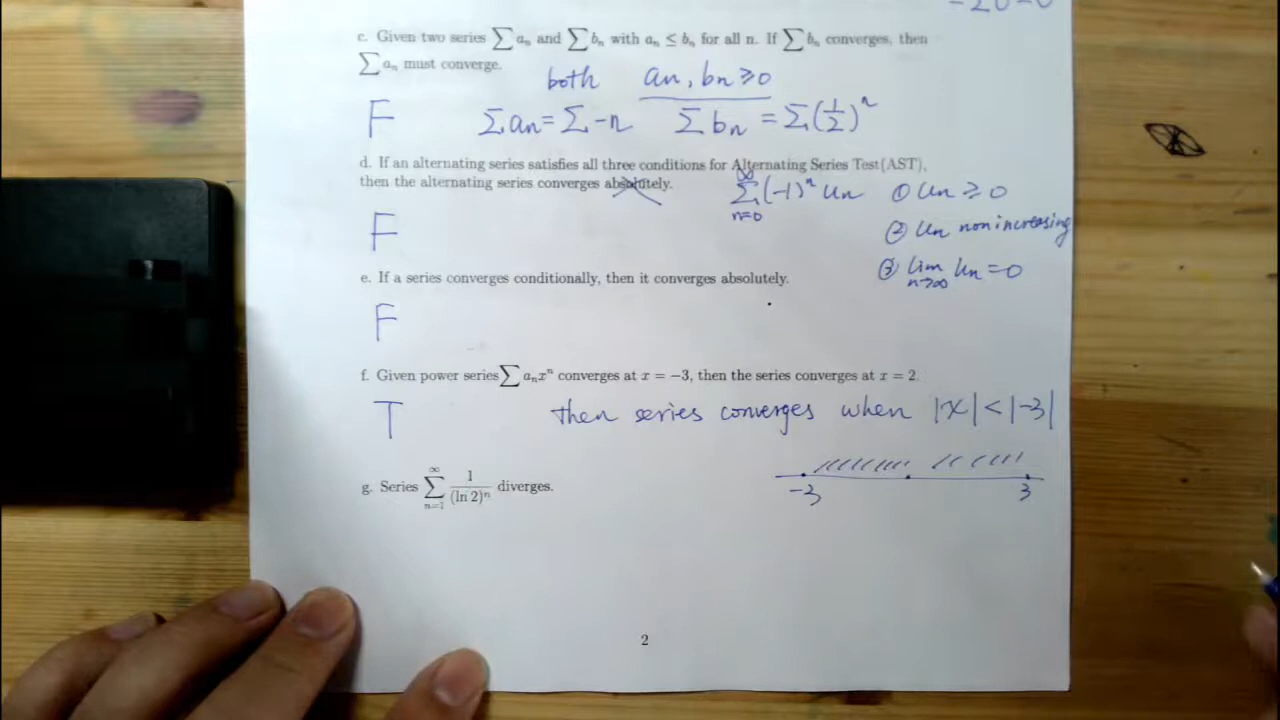 c. Given two series ∑ aₙ and ∑ bₙ with aₙ ≤ bₙ for all n. If ∑ bₙ converges, then
∑ aₙ must converge.
both aₙ, bₙ ≥ 0
F ∑ aₙ = ∑ -n ∑ bₙ = ∑ (1/2)ⁿ
d. If an alternating series satisfies all three conditions for Alternating Series Test(AST),
then the alternating series converges absolutely.
∑_{n=0}^{∞} (-1)ⁿ uₙ ① uₙ ≥ 0
F ② uₙ nonincreasing
③ lim_{n→∞} uₙ = 0
e. If a series converges conditionally, then it converges absolutely.
F
f. Given power series ∑ aₙxⁿ converges at x = −3, then the series converges at x = 2.
T then series converges when |x| < |-3|
-3 3
g. Series ∑_{n=1}^{∞} 1/(ln 2)ⁿ diverges.
2